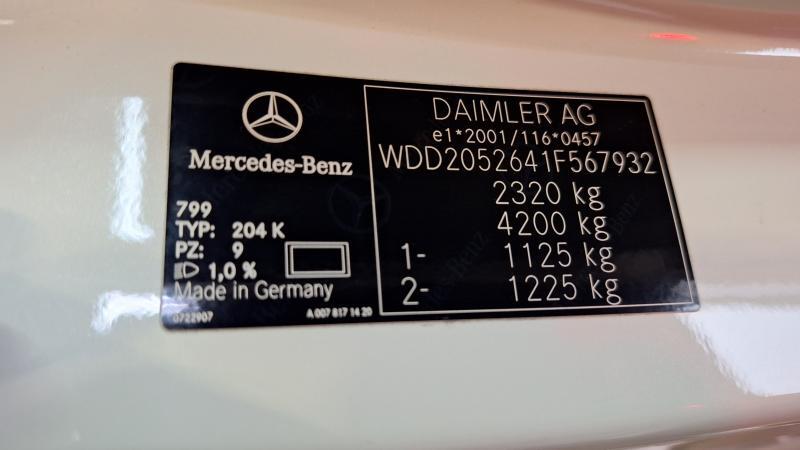 Mercedes-Benz
799
TYP: 204 K
PZ: 9
1,0 %
Made in Germany
0722907
A 007 817 14 20
DAIMLER AG
e1*2001/116*0457
WDD2052641F567932
2320 kg
4200 kg
1- 1125 kg
2- 1225 kg